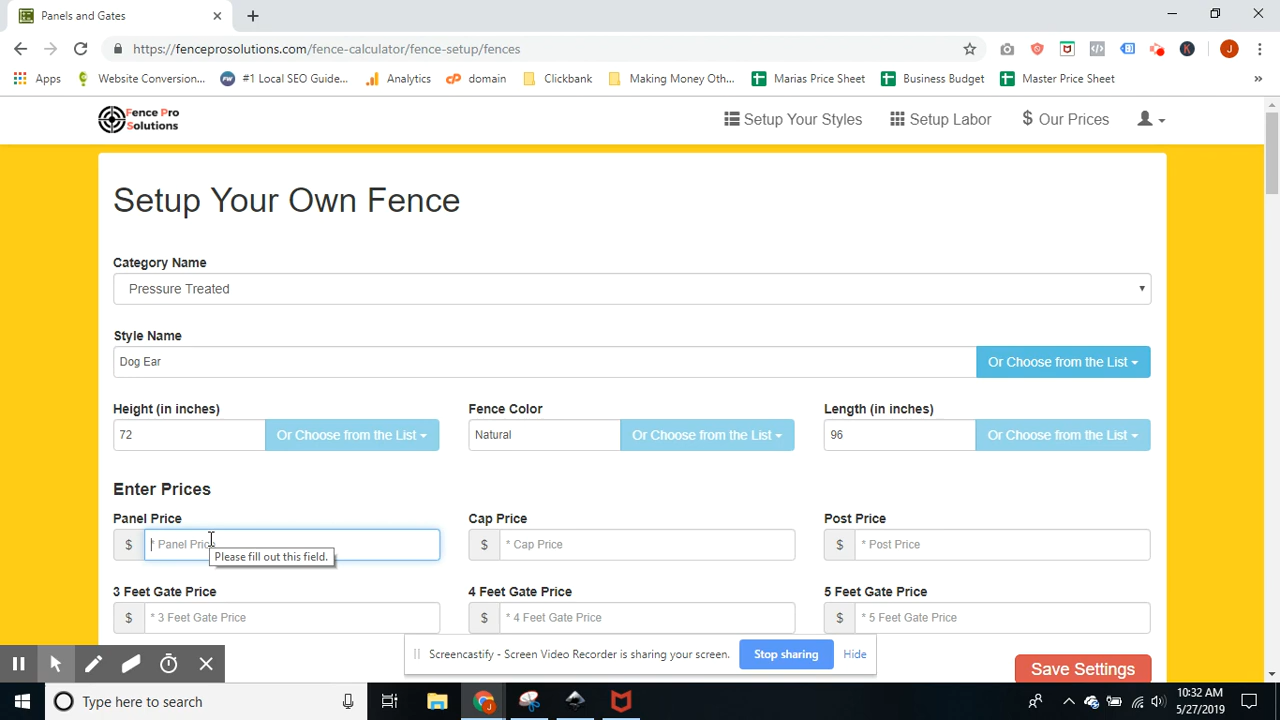 Panels and Gates
https://fenceprosolutions.com/fence-calculator/fence-setup/fences
Apps Website Conversion... #1 Local SEO Guide... Analytics domain Clickbank Making Money Oth... Marias Price Sheet Business Budget Master Price Sheet »
Fence Pro
Solutions
Setup Your Styles Setup Labor $ Our Prices
Setup Your Own Fence
Category Name
Pressure Treated
Style Name
Dog Ear Or Choose from the List
Height (in inches) Fence Color Length (in inches)
72 Or Choose from the List Natural Or Choose from the List 96 Or Choose from the List
Enter Prices
Panel Price Cap Price Post Price
$ * Panel Price $ * Cap Price $ * Post Price
Please fill out this field.
3 Feet Gate Price 4 Feet Gate Price 5 Feet Gate Price
$ * 3 Feet Gate Price $ * 4 Feet Gate Price $ * 5 Feet Gate Price
Screencastify - Screen Video Recorder is sharing your screen. Stop sharing Hide
Save Settings
Type here to search
10:32 AM
5/27/2019